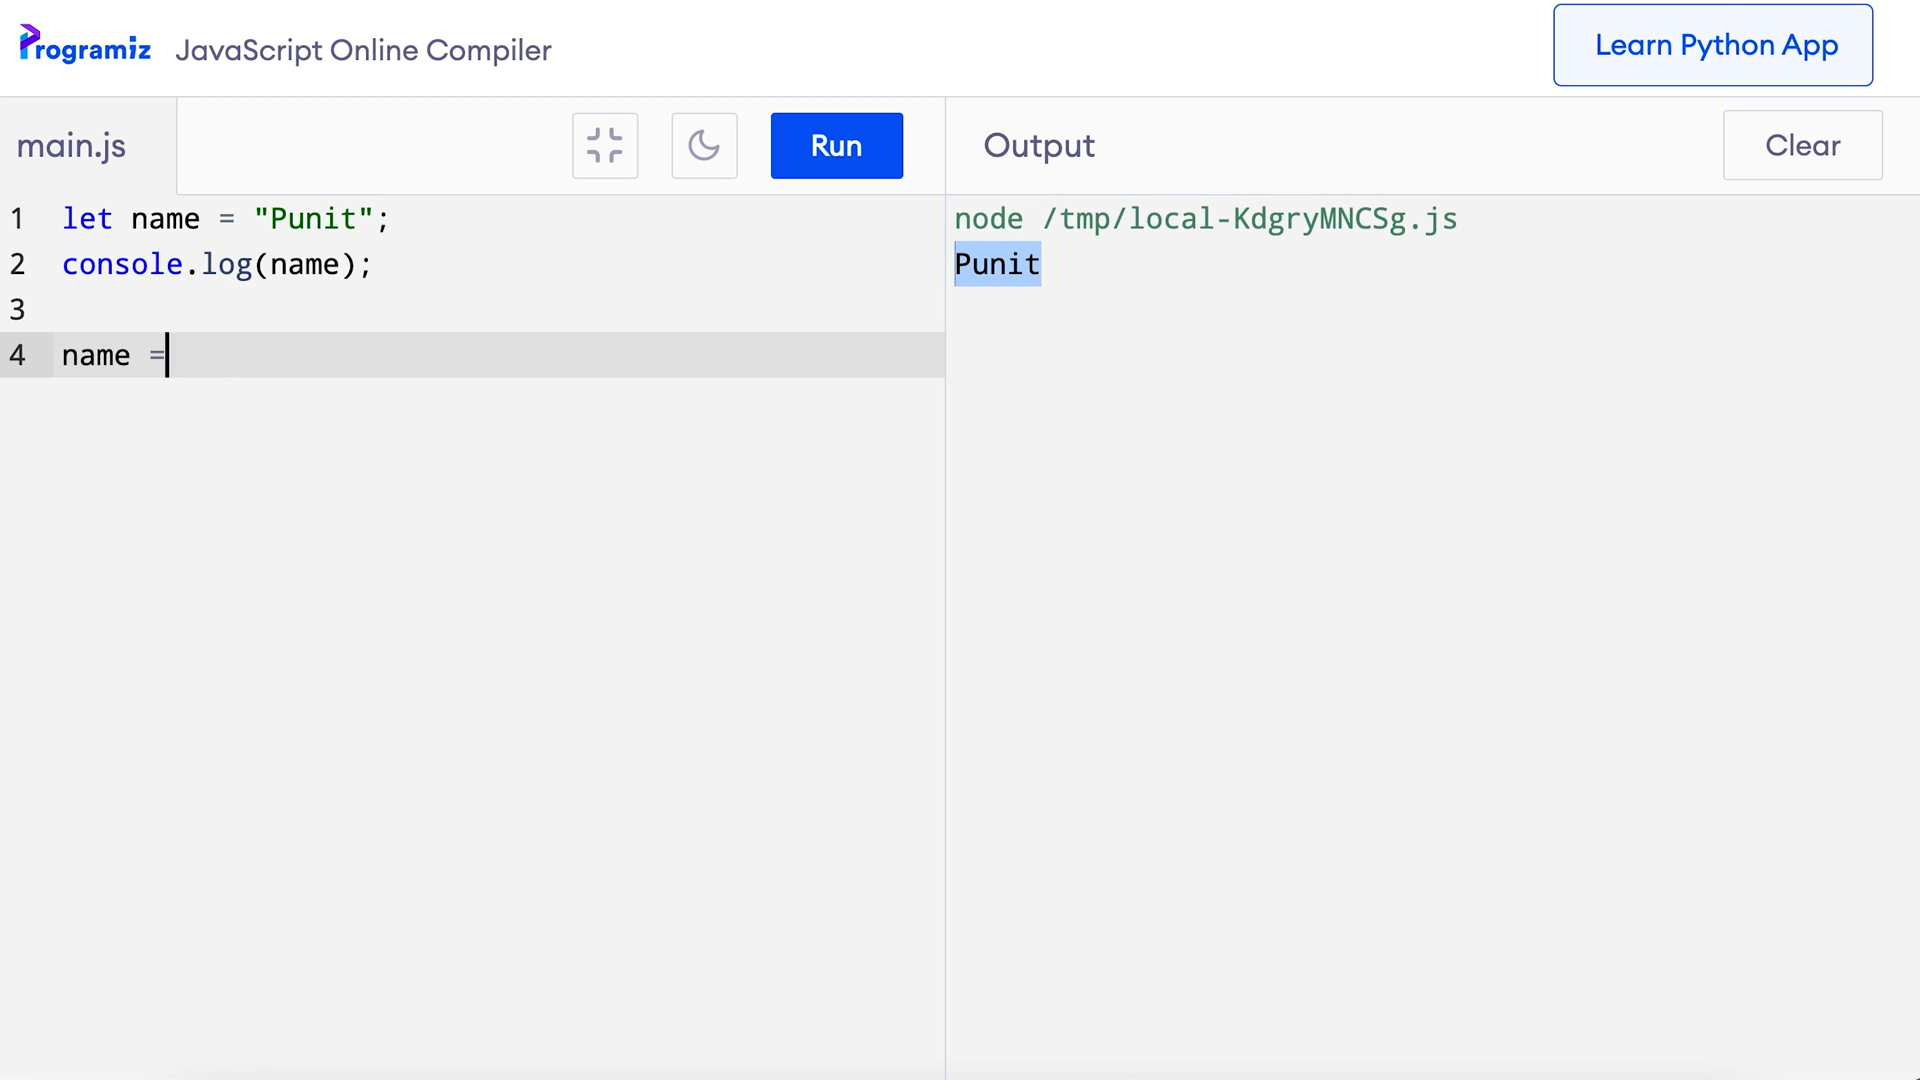 Programiz JavaScript Online Compiler Learn Python App
main.js Run Output Clear
1 let name = "Punit";
2 console.log(name);
3
4 name =
node /tmp/local-KdgryMNCSg.js
Punit